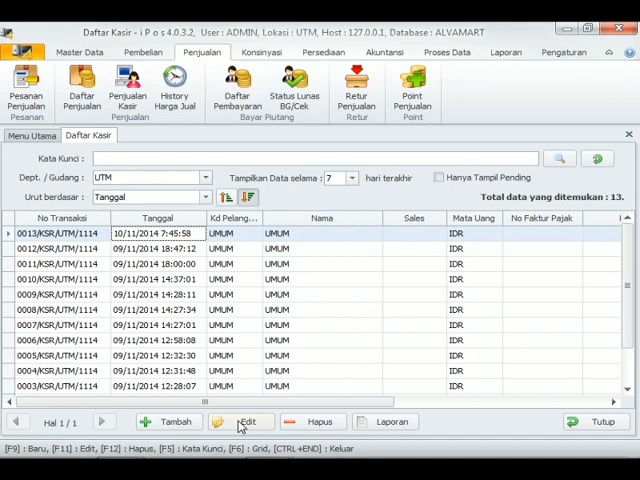 Daftar Kasir - i P o s 4.0.3.2, User : ADMIN, Lokasi : UTM, Host : 127.0.0.1, Database : ALVAMART
Master Data Pembelian Penjualan Konsinyasi Persediaan Akuntansi Proses Data Laporan Pengaturan
Pesanan Penjualan
Daftar Penjualan
Penjualan Kasir
History Harga Jual
Daftar Pembayaran
Status Lunas BG/Cek
Retur Penjualan
Point Penjualan
Pesanan Penjualan Bayar Piutang Retur Point
Menu Utama Daftar Kasir
Kata Kunci :
Dept. / Gudang : UTM Tampilkan Data selama : 7 hari terakhir Hanya Tampil Pending
Urut berdasar : Tanggal Total data yang ditemukan : 13.
No Transaksi Tanggal Kd Pelang... Nama Sales Mata Uang No Faktur Pajak
0013/KSR/UTM/1114 10/11/2014 7:45:58 UMUM UMUM IDR
0012/KSR/UTM/1114 09/11/2014 18:47:12 UMUM UMUM IDR
0011/KSR/UTM/1114 09/11/2014 18:00:00 UMUM UMUM IDR
0010/KSR/UTM/1114 09/11/2014 14:37:01 UMUM UMUM IDR
0009/KSR/UTM/1114 09/11/2014 14:28:11 UMUM UMUM IDR
0008/KSR/UTM/1114 09/11/2014 14:27:34 UMUM UMUM IDR
0007/KSR/UTM/1114 09/11/2014 14:27:01 UMUM UMUM IDR
0006/KSR/UTM/1114 09/11/2014 12:58:08 UMUM UMUM IDR
0005/KSR/UTM/1114 09/11/2014 12:32:30 UMUM UMUM IDR
0004/KSR/UTM/1114 09/11/2014 12:31:48 UMUM UMUM IDR
0003/KSR/UTM/1114 09/11/2014 12:28:07 UMUM UMUM IDR
Hal 1 / 1 Tambah Edit Hapus Laporan Tutup
[F9] : Baru, [F11] : Edit, [F12] : Hapus, [F5] : Kata Kunci, [F6] : Grid, [CTRL+END] : Keluar